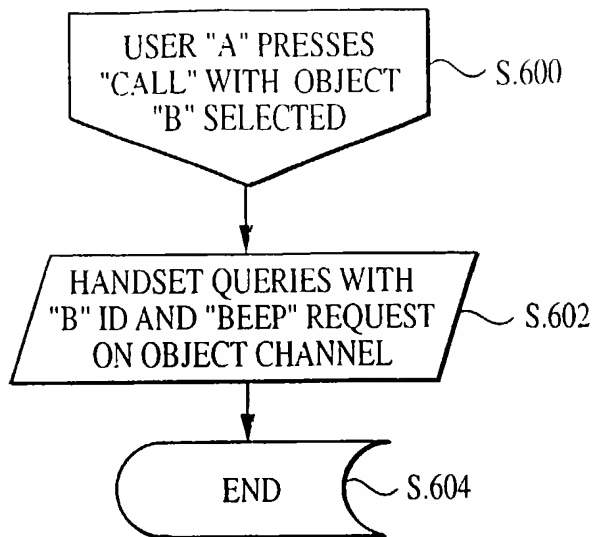 USER "A" PRESSES
"CALL" WITH OBJECT
"B" SELECTED
S.600
HANDSET QUERIES WITH
"B" ID AND "BEEP" REQUEST
ON OBJECT CHANNEL
S.602
END
S.604